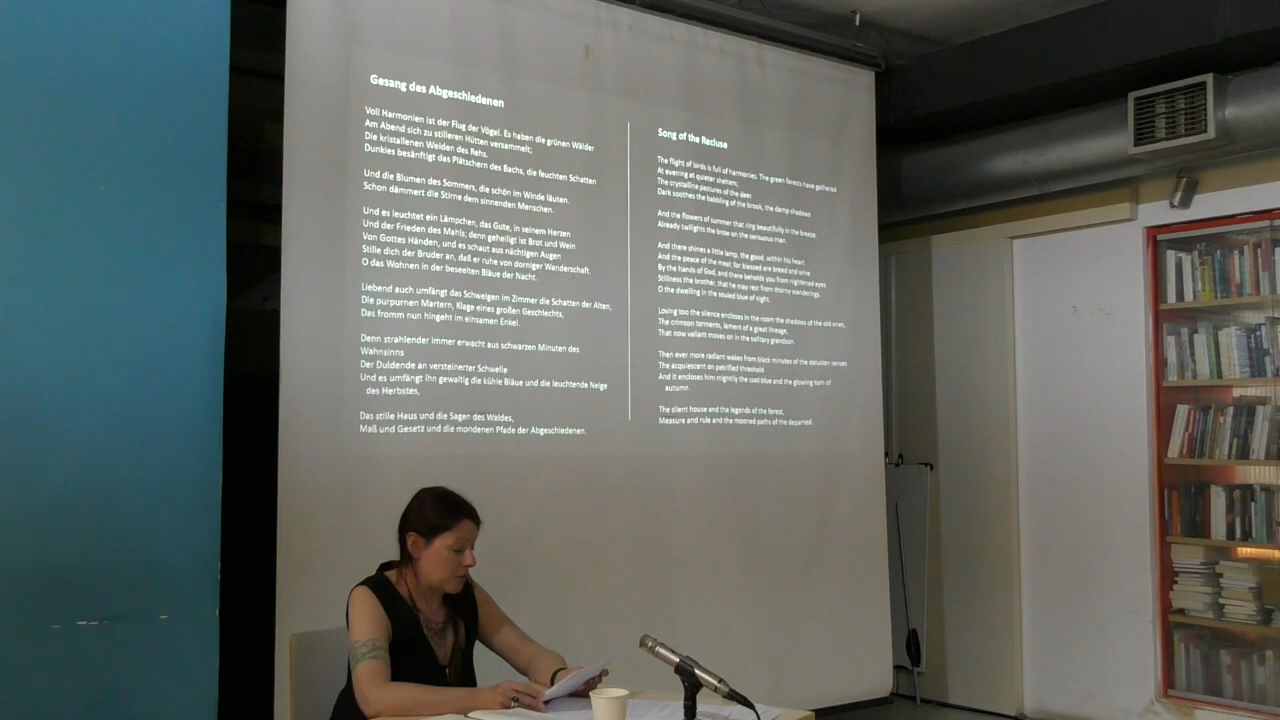 Gesang des Abgeschiedenen
Voll Harmonien ist der Flug der Vögel. Es haben die grünen Wälder
Am Abend sich zu stilleren Hütten versammelt;
Die kristallenen Weiden des Rehs.
Dunkles besänftigt das Plätschern des Bachs, die feuchten Schatten
Und die Blumen des Sommers, die schön im Winde läuten.
Schon dämmert die Stirne dem sinnenden Menschen.
Und es leuchtet ein Lämpchen, das Gute, in seinem Herzen
Und der Frieden des Mahls; denn geheiligt ist Brot und Wein
Von Gottes Händen, und es schaut aus nächtigen Augen
Stille dich der Bruder an, daß er ruhe von dorniger Wanderschaft.
O das Wohnen in der beseelten Bläue der Nacht.
Liebend auch umfängt das Schweigen im Zimmer die Schatten der Alten,
Die purpurnen Martern, Klage eines großen Geschlechts,
Das fromm nun hingeht im einsamen Enkel.
Denn strahlender immer erwacht aus schwarzen Minuten des
Wahnsinns
Der Duldende an versteinerter Schwelle
Und es umfängt ihn gewaltig die kühle Bläue und die leuchtende Neige
des Herbstes,
Das stille Haus und die Sagen des Waldes,
Maß und Gesetz und die mondenen Pfade der Abgeschiedenen.
Song of the Recluse
The flight of birds is full of harmonies. The green forests have gathered
At evening at quieter shelters;
The crystalline pastures of the deer.
Dark soothes the babbling of the brook, the damp shadows
And the flowers of summer that ring beautifully in the breeze.
Already twilights the brow on the sensuous man.
And there shines a little lamp, the good, within his heart
And the peace of the meal; for blessed are bread and wine
By the hands of God, and there beholds you from nightened eyes
Stillness the brother, that he may rest from thorny wanderings.
O the dwelling in the souled blue of night.
Loving too the silence encloses in the room the shadows of the old ones,
The crimson torments, lament of a great lineage,
That now valiant moves on in the solitary grandson.
Then ever more radiant wakes from black minutes of the delusion senses
The acquiescent on petrified threshold
And it encloses him mightily the cool blue and the glowing turn of
autumn.
The silent house and the legends of the forest,
Measure and rule and the mooned paths of the departed.